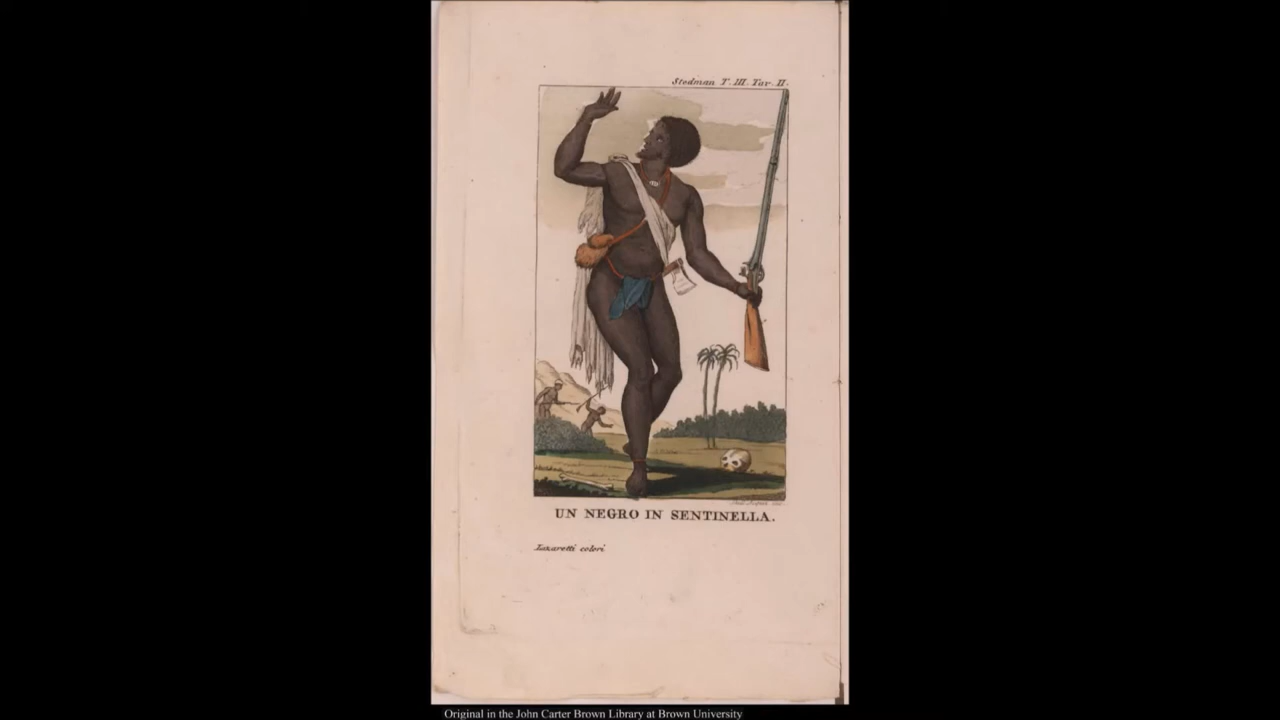 Stedman T. III. Tav. II.
UN NEGRO IN SENTINELLA.
Lazaretti colorì
Original in the John Carter Brown Library at Brown University